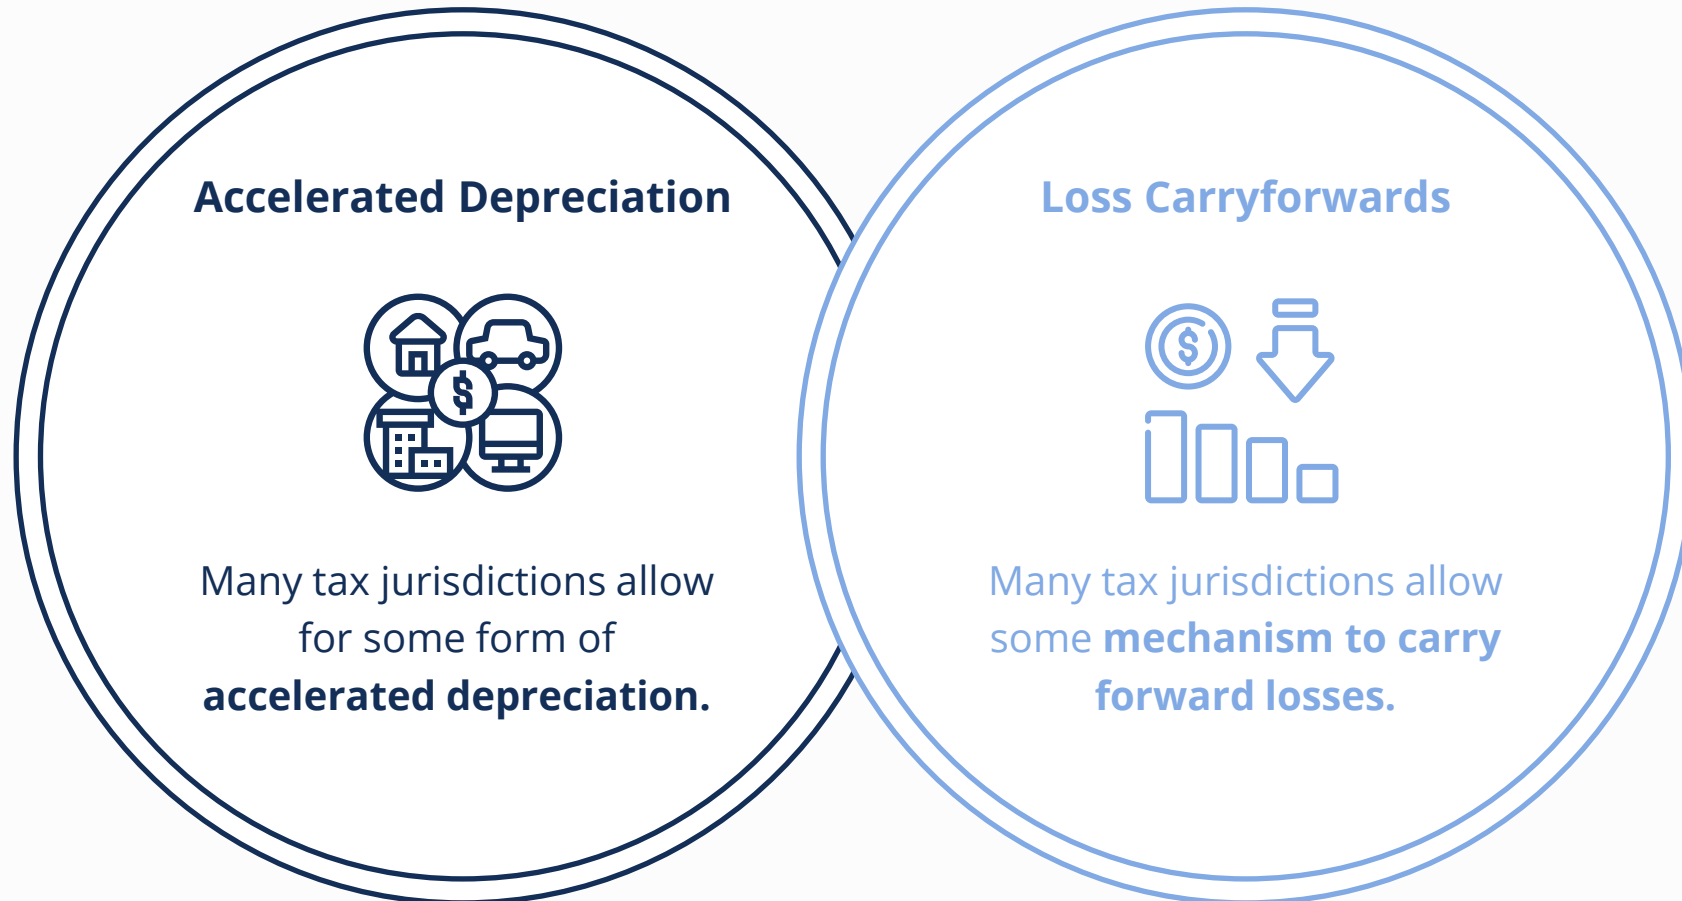 Accelerated Depreciation
$
Many tax jurisdictions allow
for some form of
accelerated depreciation.
Loss Carryforwards
$
Many tax jurisdictions allow
some mechanism to carry
forward losses.